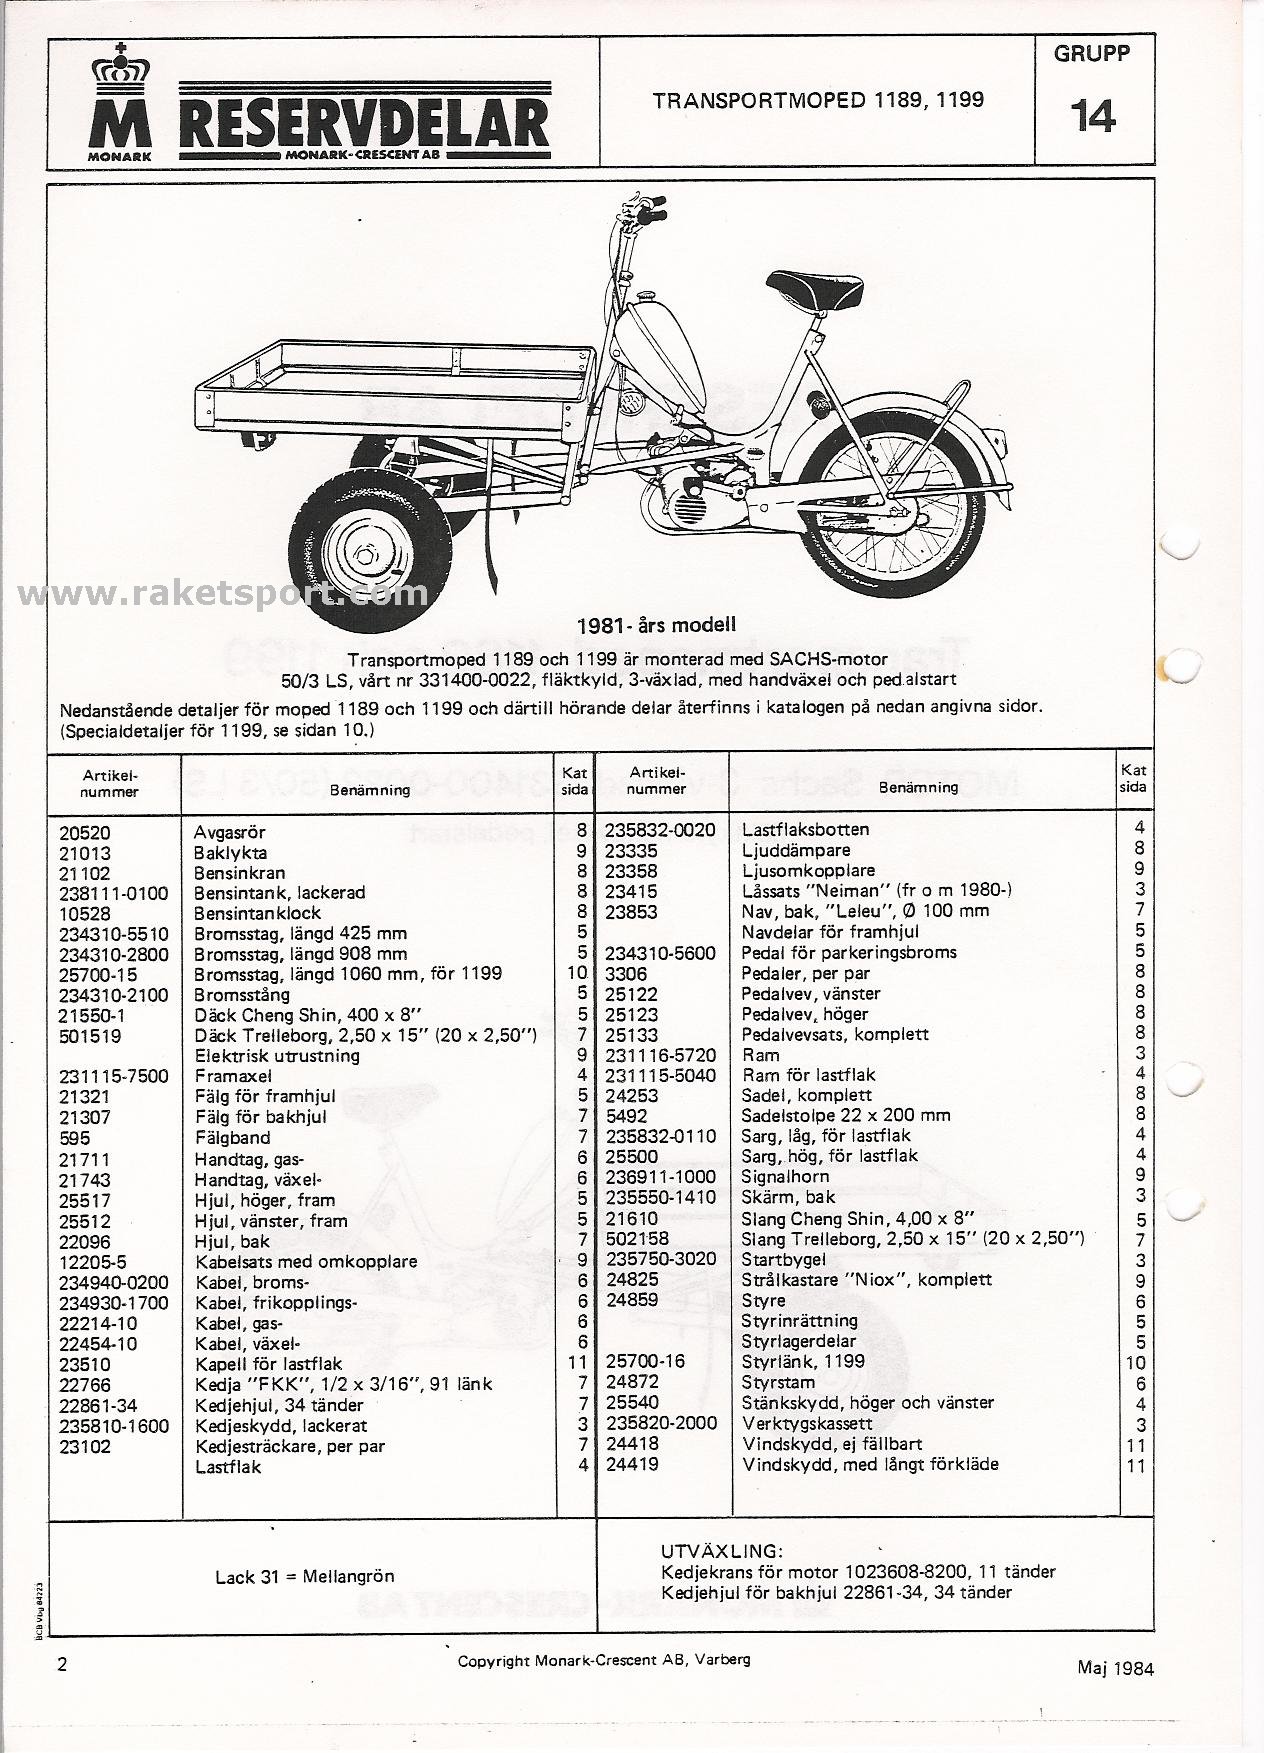 MONARK
RESERVDELAR
MONARK-CRESCENT AB
TRANSPORTMOPED 1189, 1199
GRUPP
14
www.raketsport.com
1981- års modell
Transportmoped 1189 och 1199 är monterad med SACHS-motor
50/3 LS, vårt nr 331400-0022, fläktkyld, 3-växlad, med handväxel och pedalstart
Nedanstående detaljer för moped 1189 och 1199 och därtill hörande delar återfinns i katalogen på nedan angivna sidor.
(Specialdetaljer för 1199, se sidan 10.)
Artikel-nummer Benämning Kat sida
20520 Avgasrör 8
21013 Baklykta 9
21102 Bensinkran 8
238111-0100 Bensintank, lackerad 8
10528 Bensintanklock 8
234310-5510 Bromsstag, längd 425 mm 5
234310-2800 Bromsstag, längd 908 mm 5
25700-15 Bromsstag, längd 1060 mm, för 1199 10
234310-2100 Bromsstång 5
21550-1 Däck Cheng Shin, 400 x 8” 5
501519 Däck Trelleborg, 2,50 x 15” (20 x 2,50”) 7
Elektrisk utrustning 9
231115-7500 Framaxel 4
21321 Fälg för framhjul 5
21307 Fälg för bakhjul 7
595 Fälgband 7
21711 Handtag, gas- 6
21743 Handtag, växel- 6
25517 Hjul, höger, fram 5
25512 Hjul, vänster, fram 5
22096 Hjul, bak 7
12205-5 Kabelsats med omkopplare 9
234940-0200 Kabel, broms- 6
234930-1700 Kabel, frikopplings- 6
22214-10 Kabel, gas- 6
22454-10 Kabel, växel- 6
23510 Kapell för lastflak 11
22766 Kedja ”FKK”, 1/2 x 3/16”, 91 länk 7
22861-34 Kedjehjul, 34 tänder 7
235810-1600 Kedjeskydd, lackerat 3
23102 Kedjesträckare, per par 7
Lastflak 4
Artikel-nummer Benämning Kat sida
235832-0020 Lastflaksbotten 4
23335 Ljuddämpare 8
23358 Ljusomkopplare 9
23415 Låssats ”Neiman” (fr o m 1980-) 3
23853 Nav, bak, ”Leleu”, Ø 100 mm 7
Navdelar för framhjul 5
234310-5600 Pedal för parkeringsbroms 5
3306 Pedaler, per par 8
25122 Pedalvev, vänster 8
25123 Pedalvev, höger 8
25133 Pedalvevsats, komplett 8
231116-5720 Ram 3
231115-5040 Ram för lastflak 4
24253 Sadel, komplett 8
5492 Sadelstolpe 22 x 200 mm 8
235832-0110 Sarg, låg, för lastflak 4
25500 Sarg, hög, för lastflak 4
236911-1000 Signalhorn 9
235550-1410 Skärm, bak 3
21610 Slang Cheng Shin, 4,00 x 8” 5
502158 Slang Trelleborg, 2,50 x 15” (20 x 2,50”) 7
235750-3020 Startbygel 3
24825 Strålkastare ”Niox”, komplett 9
24859 Styre 6
Styrinrättning 5
Styrlagerdelar 5
25700-16 Styrlänk, 1199 10
24872 Styrstam 6
25540 Stänkskydd, höger och vänster 4
235820-2000 Verktygskassett 3
24418 Vindskydd, ej fällbart 11
24419 Vindskydd, med långt förkläde 11
Lack 31 = Mellangrön
UTVÄXLING:
Kedjekrans för motor 1023608-8200, 11 tänder
Kedjehjul för bakhjul 22861-34, 34 tänder
2
Copyright Monark-Crescent AB, Varberg
Maj 1984